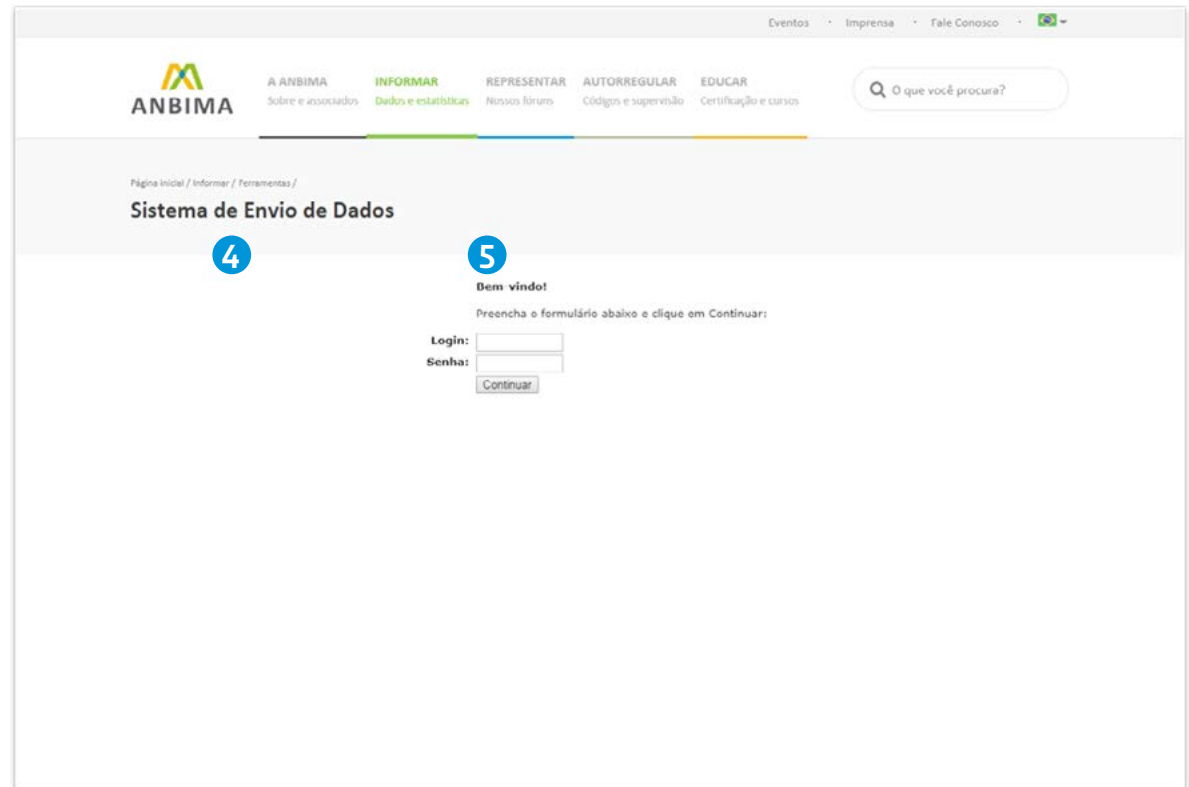 Eventos · Imprensa · Fale Conosco ·
ANBIMA
A ANBIMA
Sobre e associados
INFORMAR
Dados e estatísticas
REPRESENTAR
Nossos fóruns
AUTORREGULAR
Códigos e supervisão
EDUCAR
Certificação e cursos
O que você procura?
Página inicial / Informar / Ferramentas /
Sistema de Envio de Dados
4 5
Bem vindo!
Preencha o formulário abaixo e clique em Continuar:
Login:
Senha:
Continuar